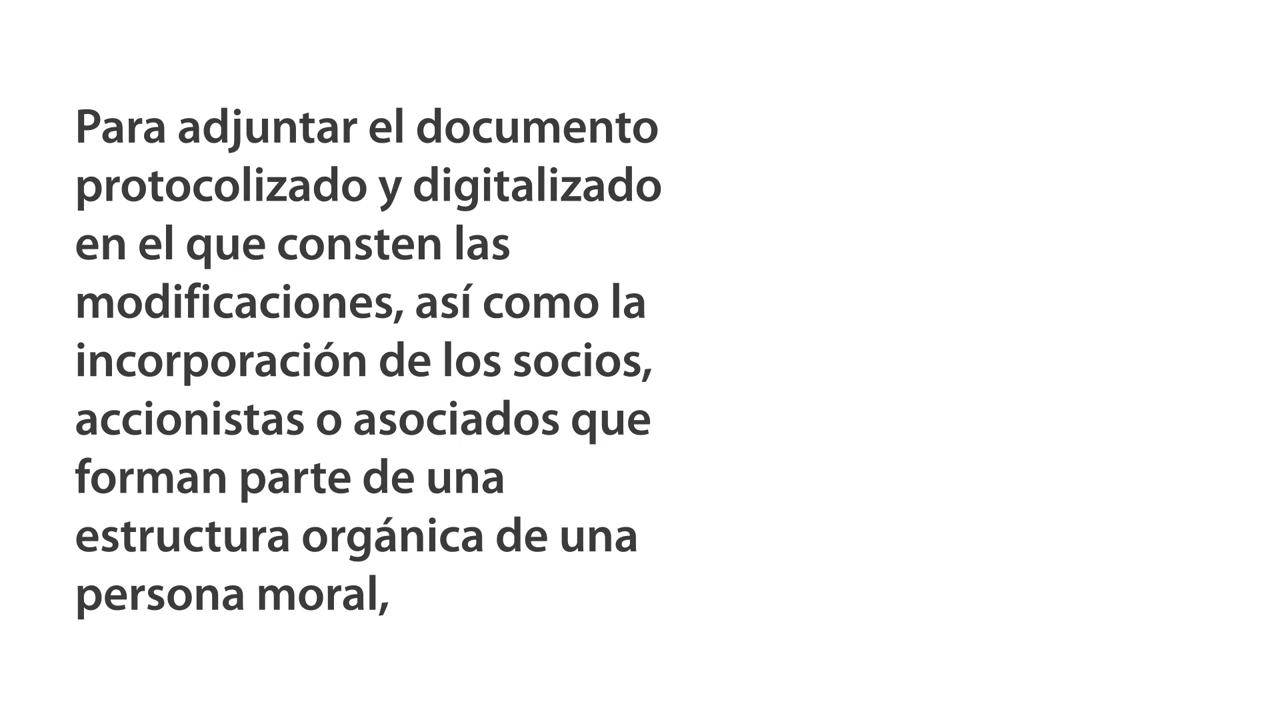 Para adjuntar el documento
protocolizado y digitalizado
en el que consten las
modificaciones, así como la
incorporación de los socios,
accionistas o asociados que
forman parte de una
estructura orgánica de una
persona moral,